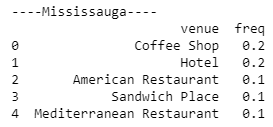 ----Mississauga----
venue freq
0 Coffee Shop 0.2
1 Hotel 0.2
2 American Restaurant 0.1
3 Sandwich Place 0.1
4 Mediterranean Restaurant 0.1